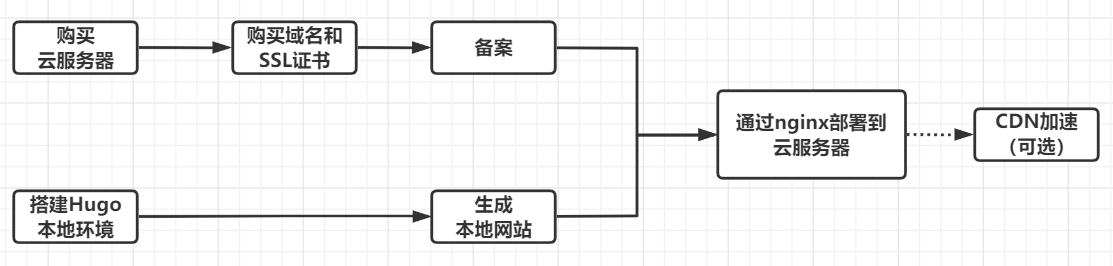 购买
云服务器
购买域名和
SSL证书
备案
通过nginx部署到
云服务器
CDN加速
（可选）
搭建Hugo
本地环境
生成
本地网站